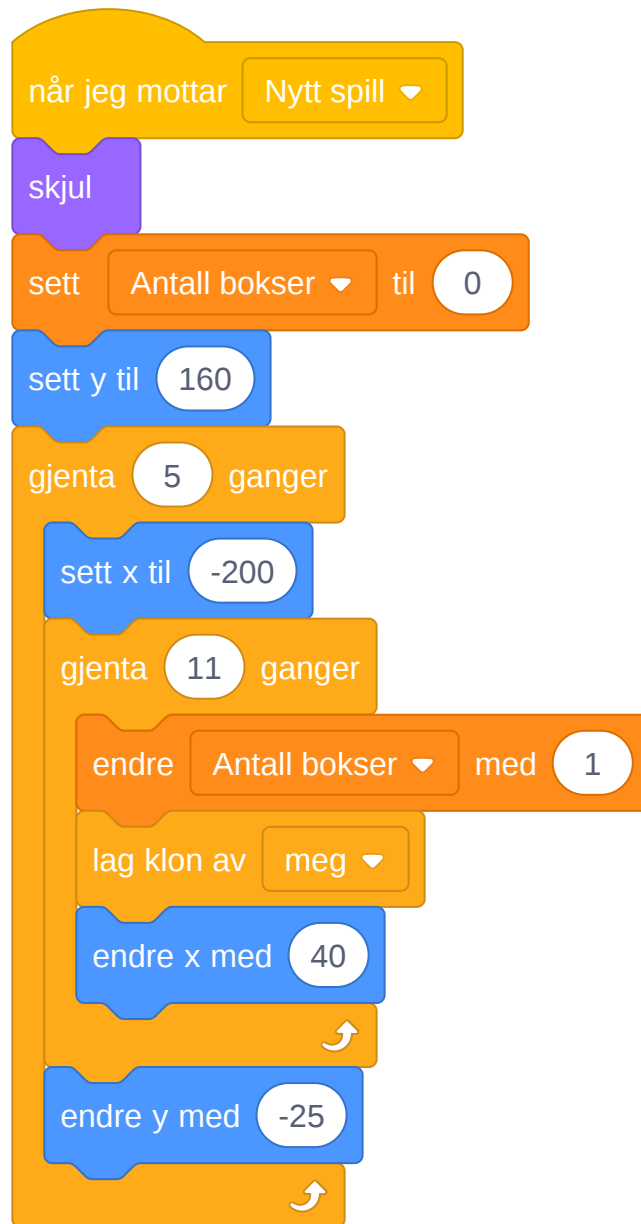 når jeg mottar Nytt spill
skjul
sett Antall bokser til 0
sett y til 160
gjenta 5 ganger
sett x til -200
gjenta 11 ganger
endre Antall bokser med 1
lag klon av meg
endre x med 40
endre y med -25